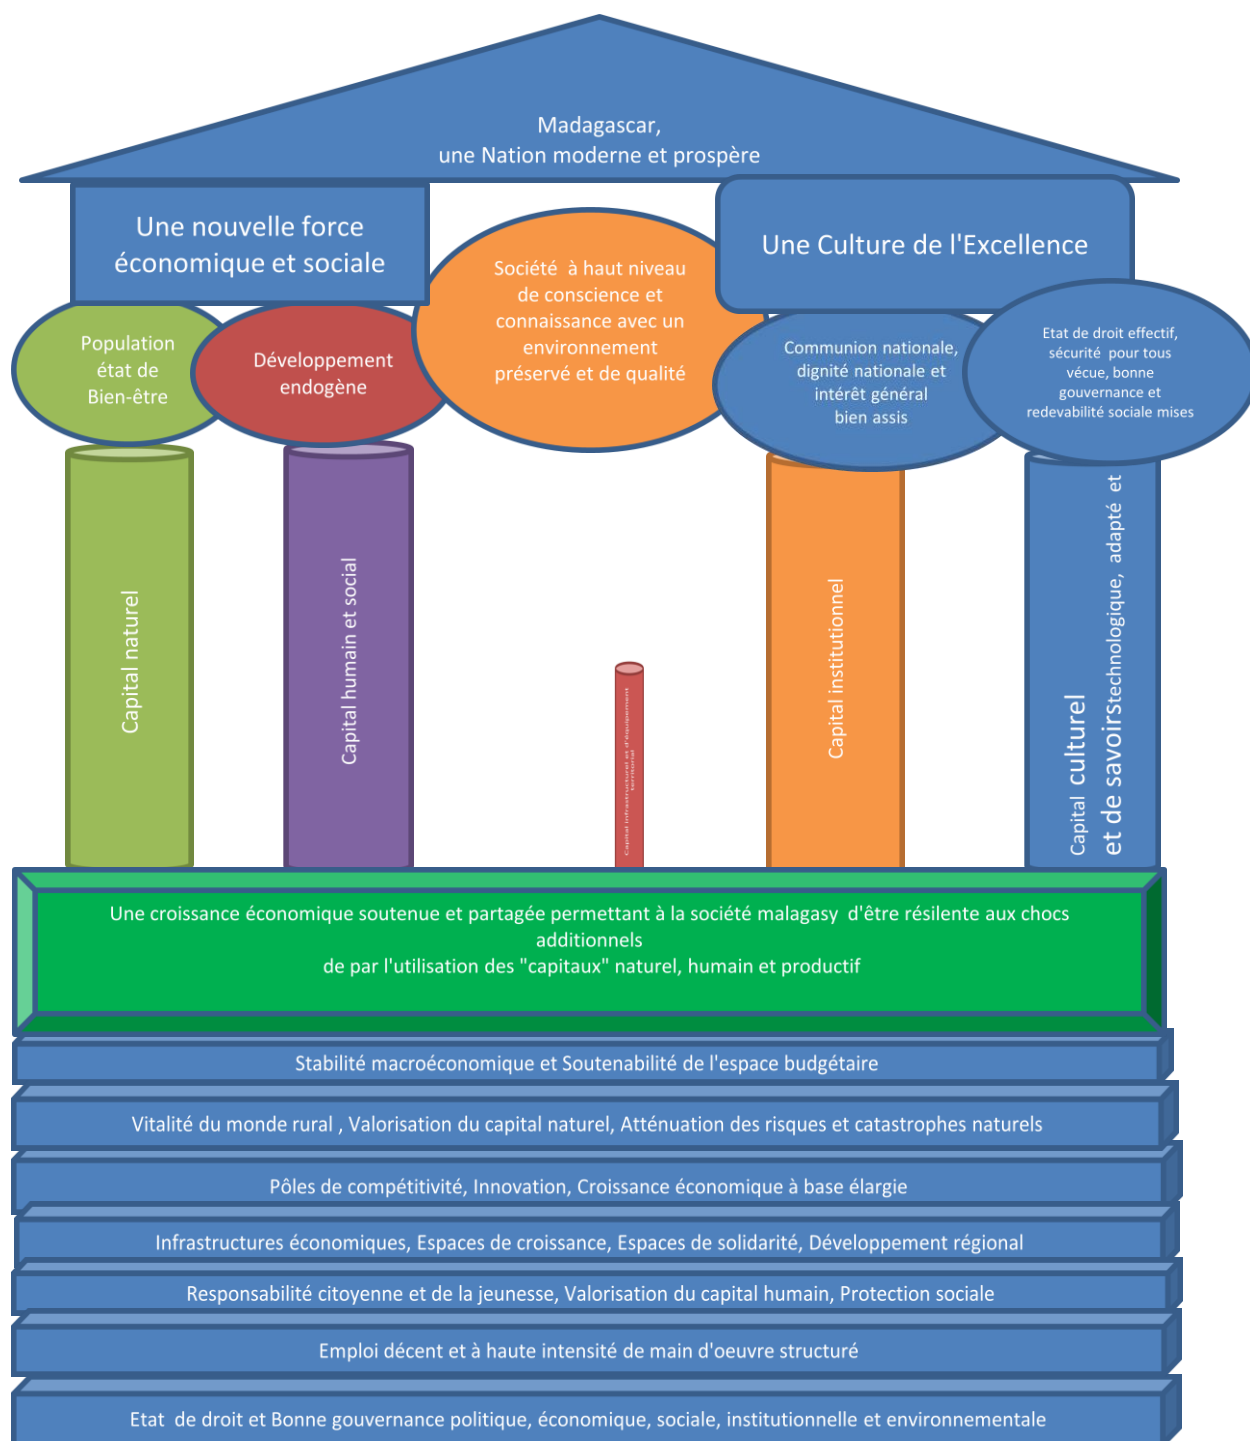 Madagascar,
une Nation moderne et prospère
Une nouvelle force
économique et sociale
Une Culture de l'Excellence
Société à haut niveau
de conscience et
connaissance avec un
environnement
préservé et de qualité
Population
état de
Bien-être
Développement
endogène
Communion nationale,
dignité nationale et
intérêt général
bien assis
Etat de droit effectif,
sécurité pour tous
vécue, bonne
gouvernance et
redevabilité sociale mises
Capital naturel
Capital humain et social
Capital infrastructurel et d'équipement
territorial
Capital institutionnel
Capital culturel
et de savoirs technologique, adapté et
Une croissance économique soutenue et partagée permettant à la société malagasy d'être résilente aux chocs
additionnels
de par l'utilisation des "capitaux" naturel, humain et productif
Stabilité macroéconomique et Soutenabilité de l'espace budgétaire
Vitalité du monde rural , Valorisation du capital naturel, Atténuation des risques et catastrophes naturels
Pôles de compétitivité, Innovation, Croissance économique à base élargie
Infrastructures économiques, Espaces de croissance, Espaces de solidarité, Développement régional
Responsabilité citoyenne et de la jeunesse, Valorisation du capital humain, Protection sociale
Emploi décent et à haute intensité de main d'oeuvre structuré
Etat de droit et Bonne gouvernance politique, économique, sociale, institutionnelle et environnementale